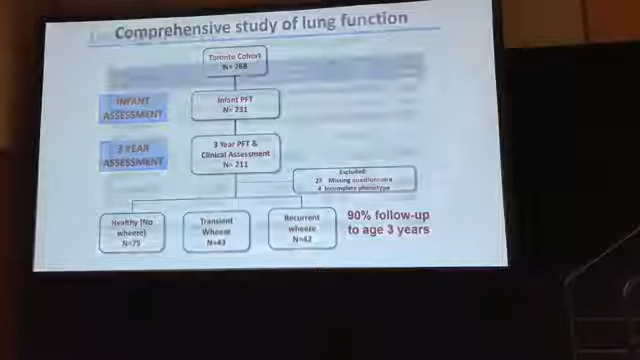 Comprehensive study of lung function
Toronto Cohort
N= 268
INFANT
ASSESSMENT
Infant PFT
N= 231
3 YEAR
ASSESSMENT
3 Year PFT &
Clinical Assessment
N= 211
Excluded:
27 Missing questionnaire
4 Incomplete phenotype
Healthy (No
wheeze)
N=75
Transient
Wheeze
N=43
Recurrent
wheeze
N=42
90% follow-up
to age 3 years